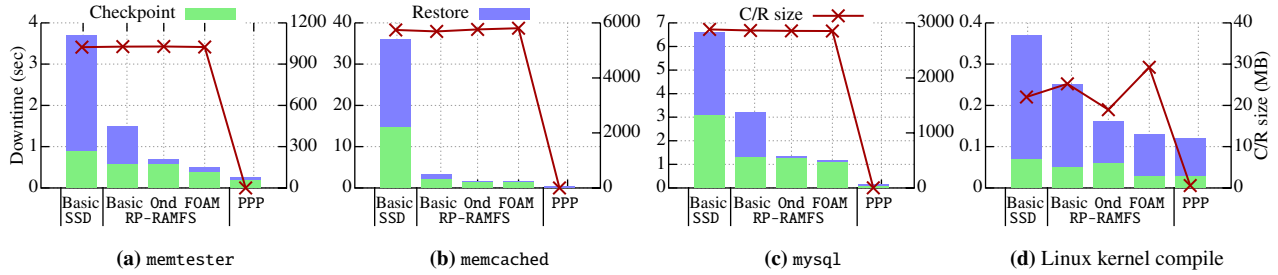 Checkpoint
Restore
C/R size
Downtime (sec)
4
3
2
1
0
1200
900
600
300
0
Basic Basic Ond FOAM PPP
SSD RP-RAMFS
(a) memtester
40
30
20
10
0
6000
4000
2000
0
Basic Basic Ond FOAM PPP
SSD RP-RAMFS
(b) memcached
7
6
5
4
3
2
1
0
3000
2000
1000
0
Basic Basic Ond FOAM PPP
SSD RP-RAMFS
(c) mysql
0.4
0.3
0.2
0.1
0
40
30
20
10
0
C/R size (MB)
Basic Basic Ond FOAM PPP
SSD RP-RAMFS
(d) Linux kernel compile